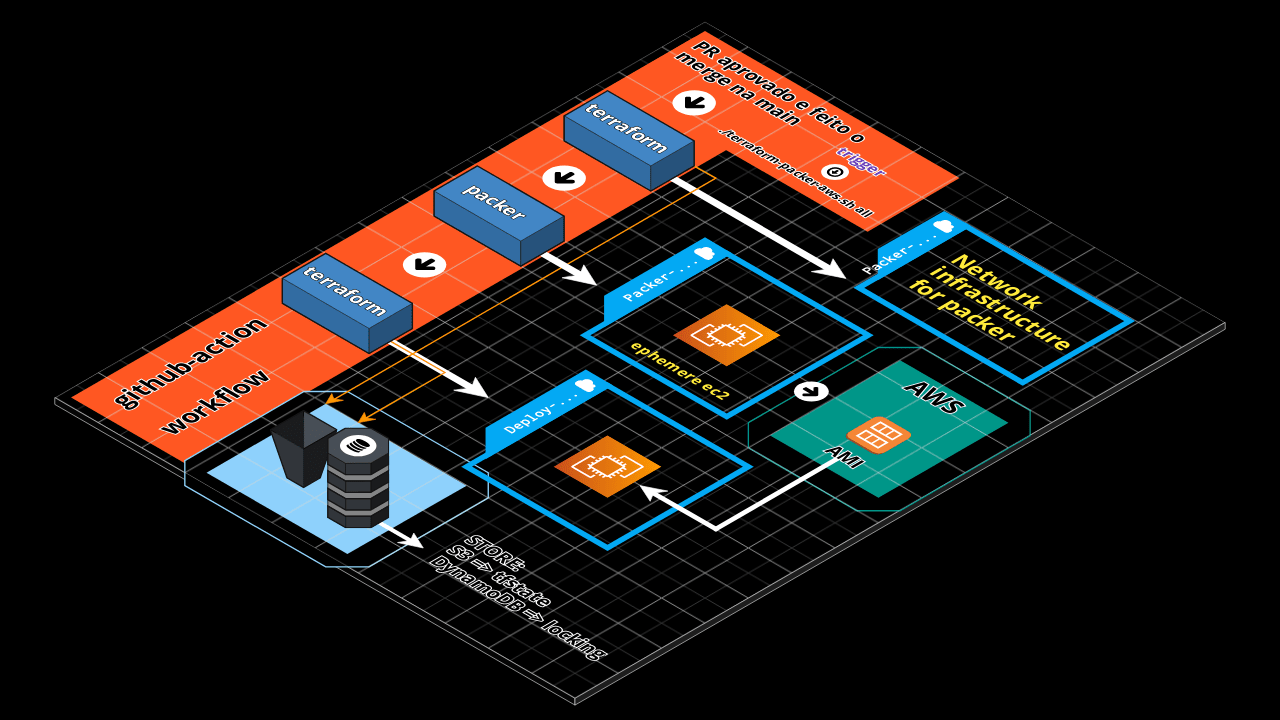 PR aprovado e feito o
merge na main
trigger
./terraform-packer-aws.sh all
terraform
packer
terraform
github-action
workflow
Packer-...
Network
infrastructure
for packer
Packer-...
ephemere ec2
Deploy-...
AWS
AMI
STORE:
S3 => tfstate
DynamoDB => locking